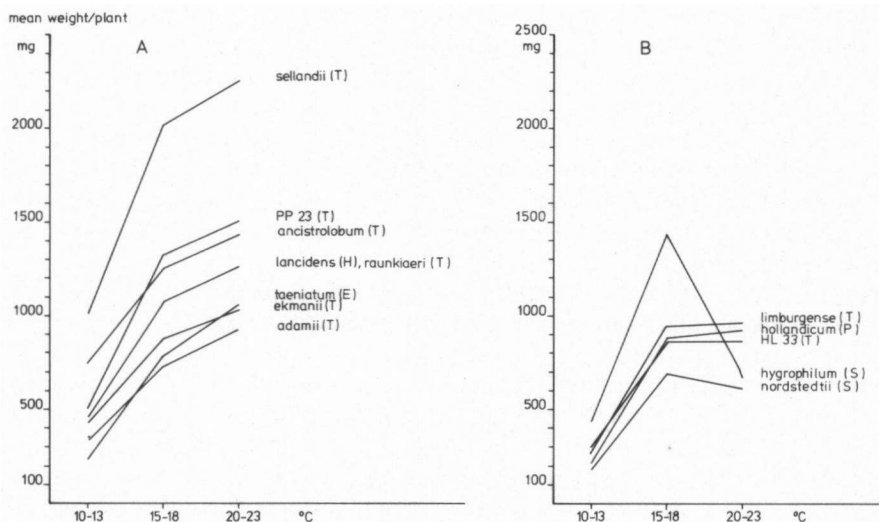 mean weight/plant
mg
A
2000
1500
1000
500
100
10-13
15-18
20-23
°C
sellandii (T)
PP 23 (T)
ancistrolobum (T)
lancidens (H), raunkiaeri (T)
taeniatum (E)
ekmanii (T)
adamii (T)
2500
mg
B
2000
1500
1000
500
100
10-13
15-18
20-23
°C
limburgense (T)
hollandicum (P)
HL 33 (T)
hygrophilum (S)
nordstedtii (S)